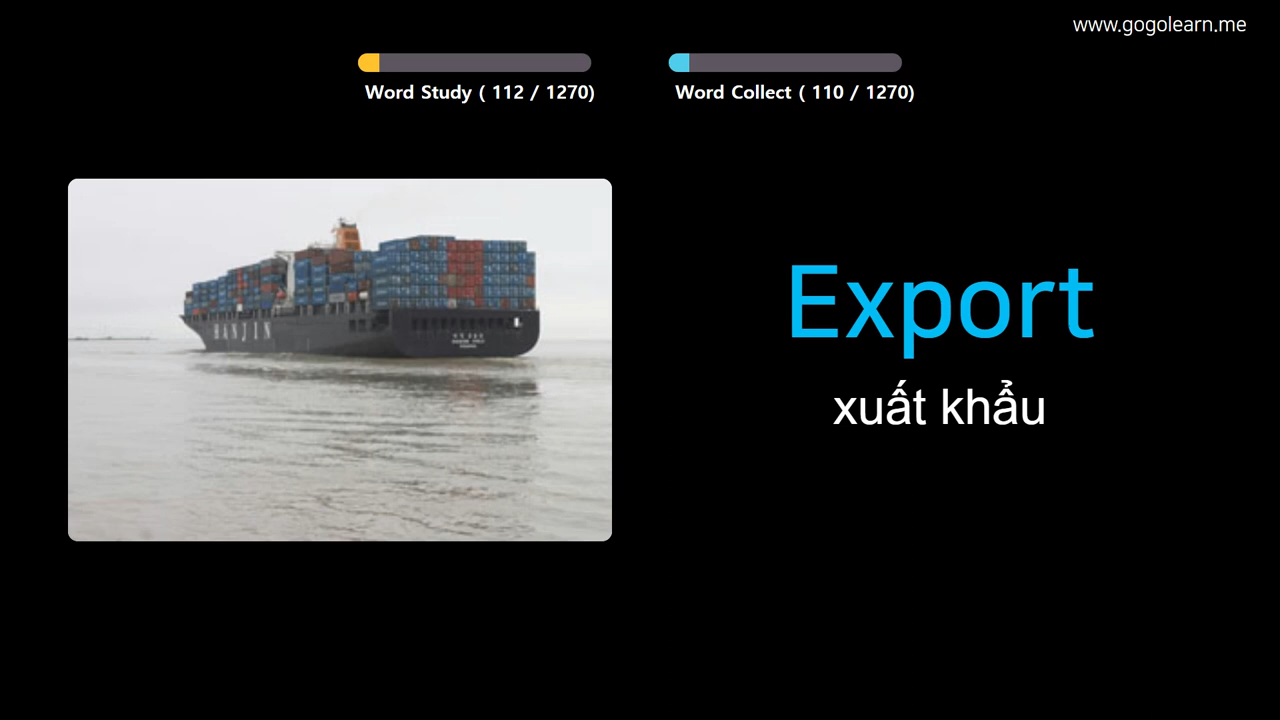 www.gogolearn.me
Word Study ( 112 / 1270)
Word Collect ( 110 / 1270)
HANJIN
Export
xuất khẩu